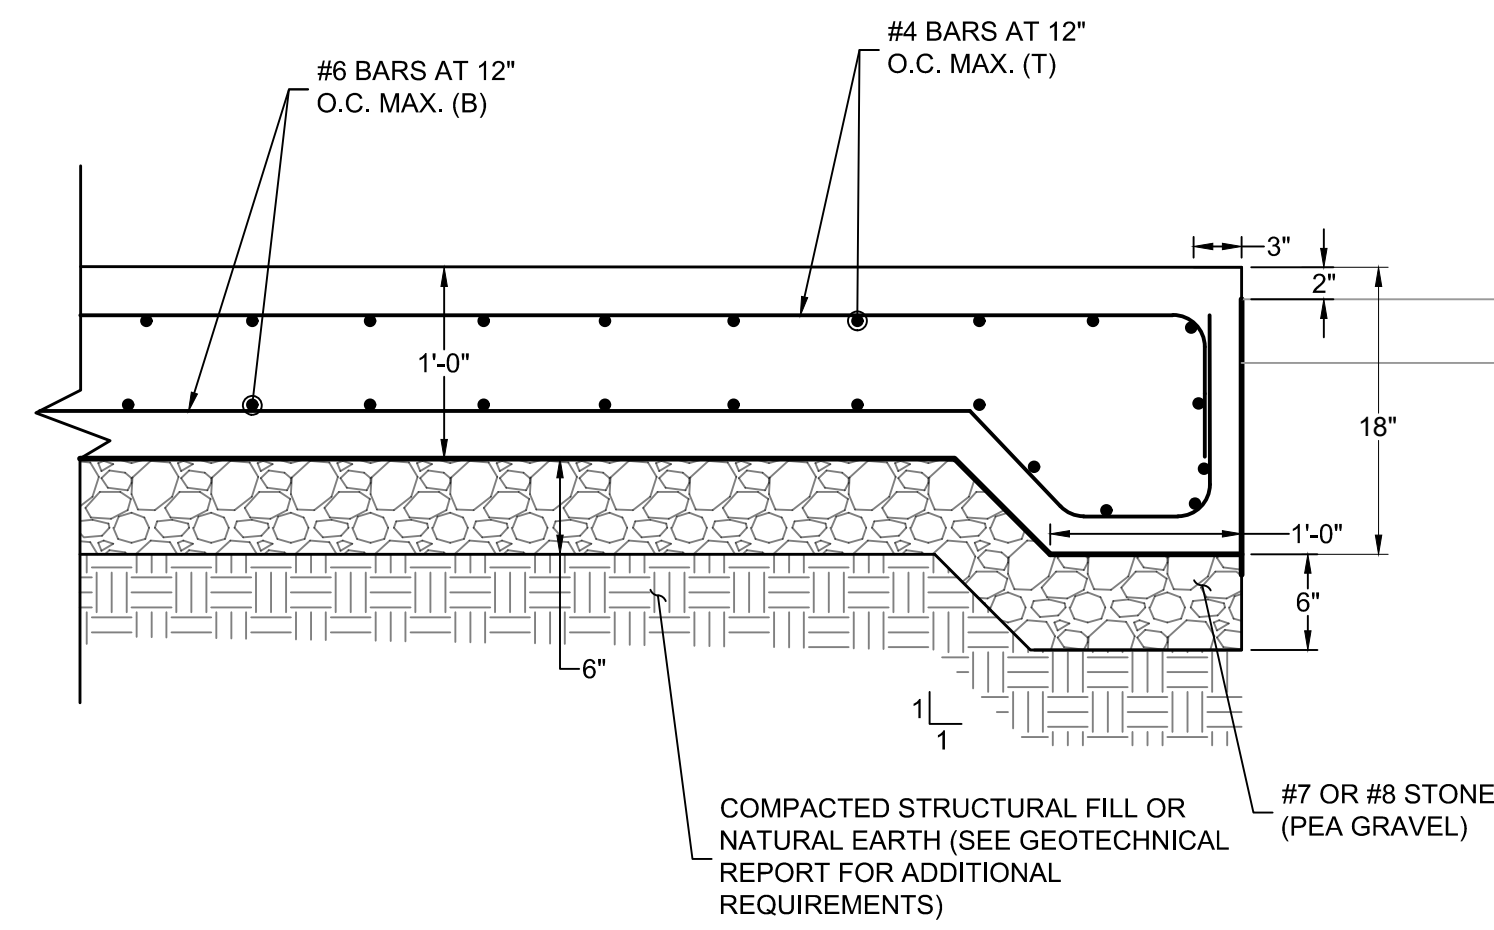 #4 BARS AT 12"
O.C. MAX. (T)
#6 BARS AT 12"
O.C. MAX. (B)
3"
2"
1'-0"
18"
1'-0"
6"
6"
1
1
#7 OR #8 STONE
(PEA GRAVEL)
COMPACTED STRUCTURAL FILL OR
NATURAL EARTH (SEE GEOTECHNICAL
REPORT FOR ADDITIONAL
REQUIREMENTS)